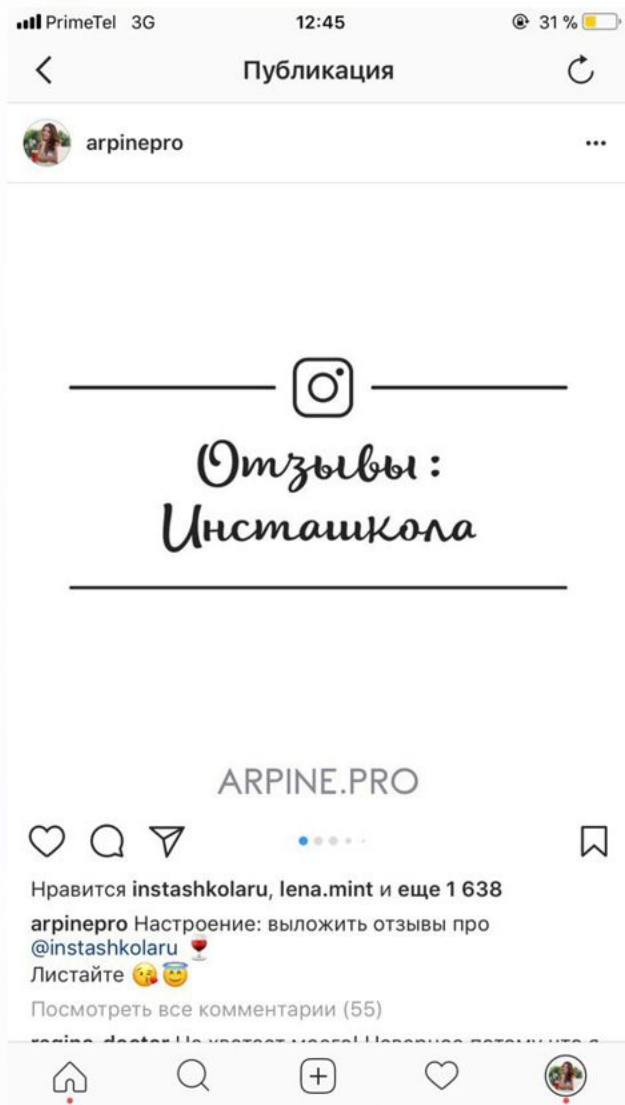 PrimeTel 3G 12:45 31 %
Публикация
arpinepro
Отзывы:
Инсташкола
ARPINE.PRO
Нравится instashkolaru, lena.mint и еще 1 638
arpinepro Настроение: выложить отзывы про
@instashkolaru 🍷
Листайте 😘 😇
Посмотреть все комментарии (55)